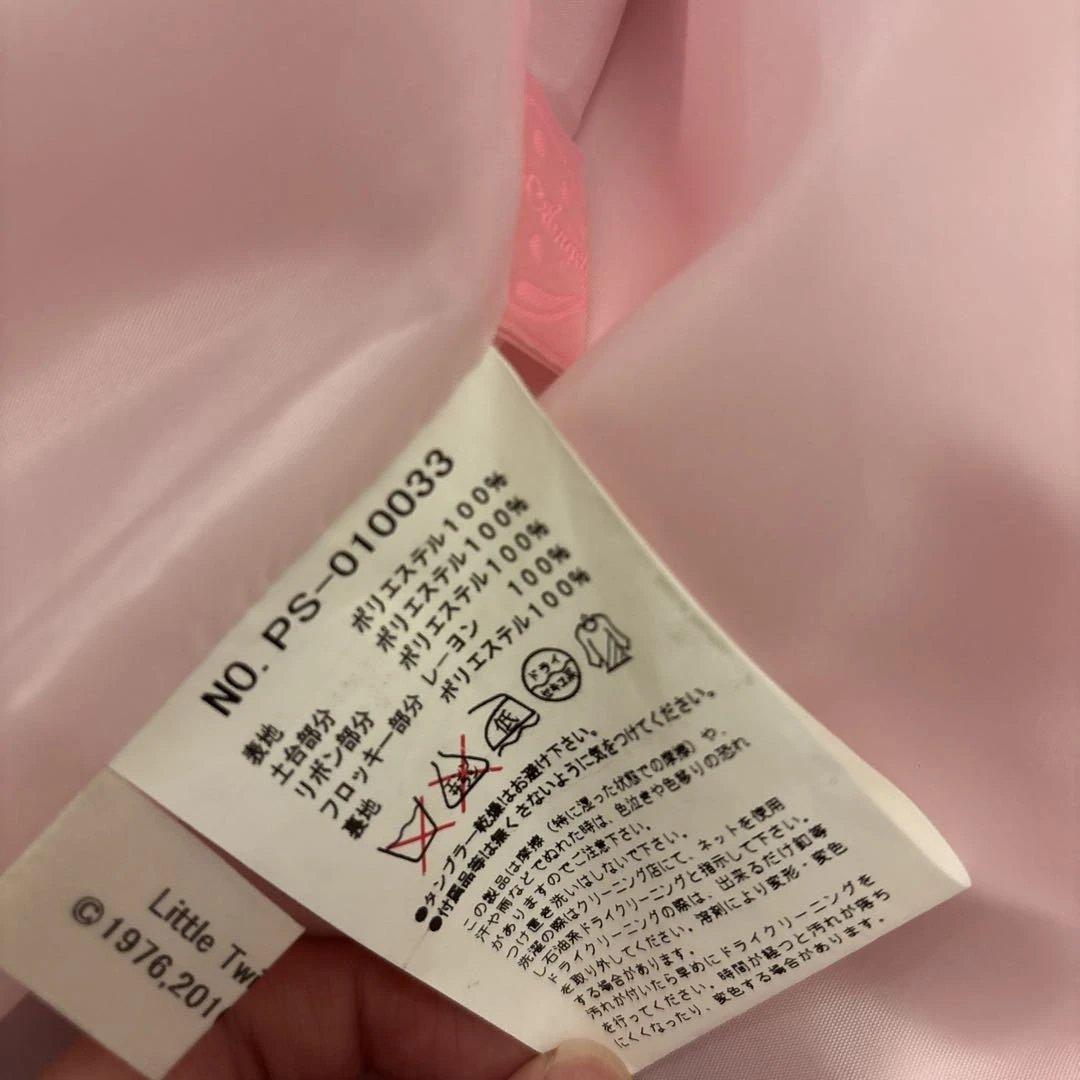 NO. PS-010033
表地 ポリエステル100%
土台部分 ポリエステル100%
リボン部分 ポリエステル100%
フロッキー部分 レーヨン 100%
裏地 ポリエステル100%
低
ドライ
セキユ系
●タンブラー乾燥はお避け下さい。
●付属品等は無くさないように気をつけてください。
この製品は摩擦(特に湿った状態での摩擦)や、
汗や雨などでぬれた時は、色泣きや色移りの恐れ
がありますのでご注意下さい。
つけ置き洗いはしないで下さい。
洗濯の際はクリーニング店にて、ネットを使用
し石油系ドライクリーニングと指示して下さい。
ドライクリーニングの際は、出来るだけ釦等
を取り外してください。溶剤により変形・変色
する場合があります。
汚れが付いたら早めにドライクリーニングを
を行ってください。時間が経つと汚れが落ち
にくくなったり、変色する場合があります。
Little Twi
©1976,201